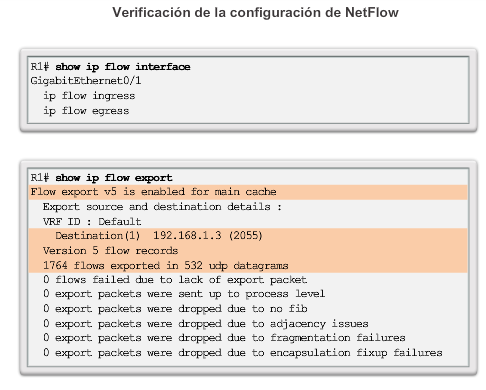 Verificación de la configuración de NetFlow
R1# show ip flow interface
GigabitEthernet0/1
ip flow ingress
ip flow egress
R1# show ip flow export
Flow export v5 is enabled for main cache
Export source and destination details :
VRF ID : Default
Destination(1) 192.168.1.3 (2055)
Version 5 flow records
1764 flows exported in 532 udp datagrams
0 flows failed due to lack of export packet
0 export packets were sent up to process level
0 export packets were dropped due to no fib
0 export packets were dropped due to adjacency issues
0 export packets were dropped due to fragmentation failures
0 export packets were dropped due to encapsulation fixup failures